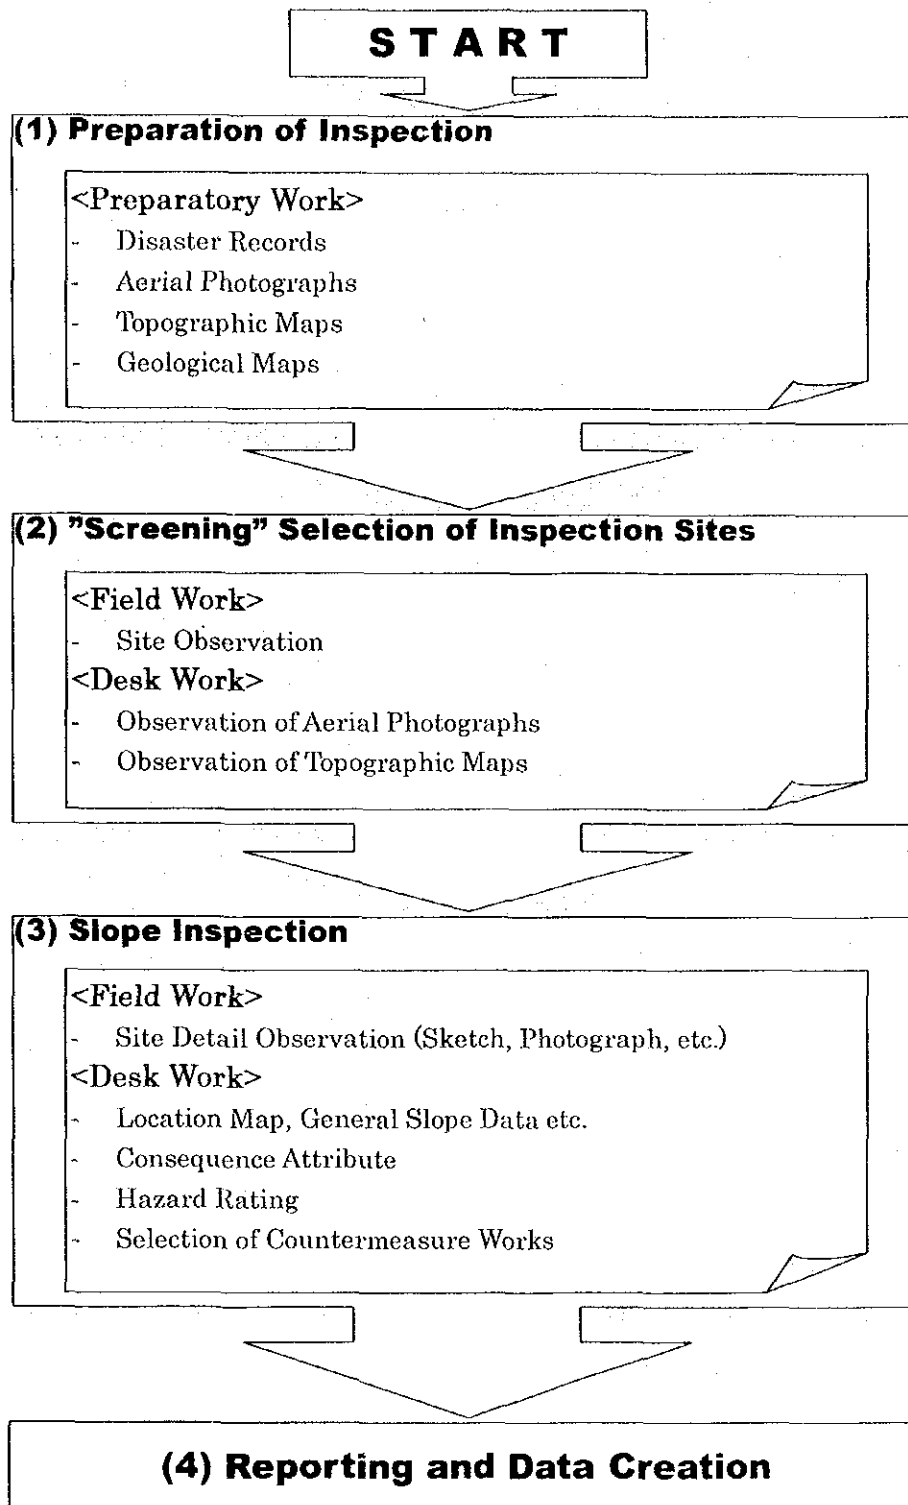 START
(1) Preparation of Inspection
<Preparatory Work>
- Disaster Records
- Aerial Photographs
- Topographic Maps
- Geological Maps
(2) ”Screening” Selection of Inspection Sites
<Field Work>
- Site Observation
<Desk Work>
- Observation of Aerial Photographs
- Observation of Topographic Maps
(3) Slope Inspection
<Field Work>
- Site Detail Observation (Sketch, Photograph, etc.)
<Desk Work>
- Location Map, General Slope Data etc.
- Consequence Attribute
- Hazard Rating
- Selection of Countermeasure Works
(4) Reporting and Data Creation